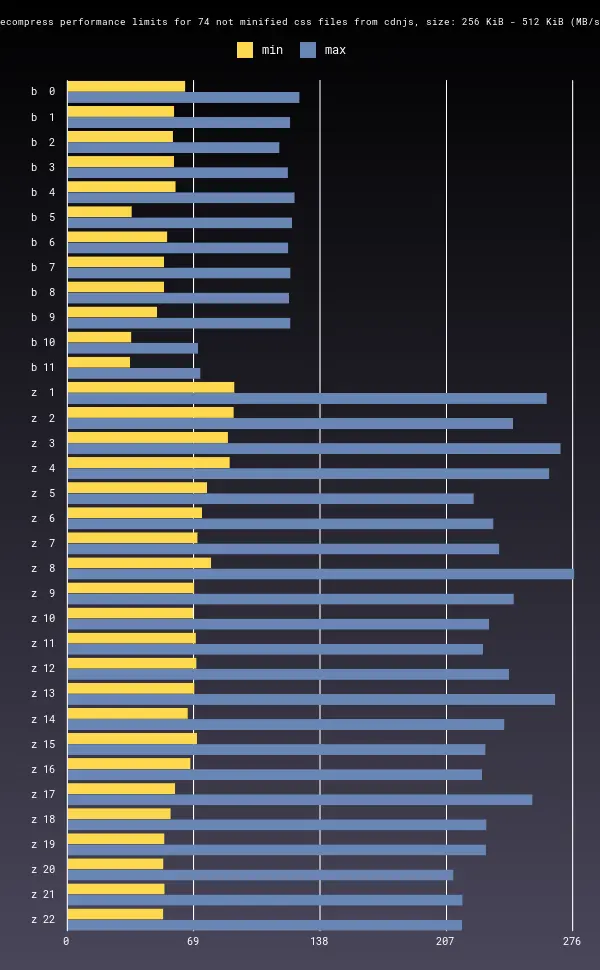 ecompress performance limits for 74 not minified css files from cdnjs, size: 256 KiB - 512 KiB (MB/s
min max
b 0
b 1
b 2
b 3
b 4
b 5
b 6
b 7
b 8
b 9
b 10
b 11
z 1
z 2
z 3
z 4
z 5
z 6
z 7
z 8
z 9
z 10
z 11
z 12
z 13
z 14
z 15
z 16
z 17
z 18
z 19
z 20
z 21
z 22
0 69 138 207 276